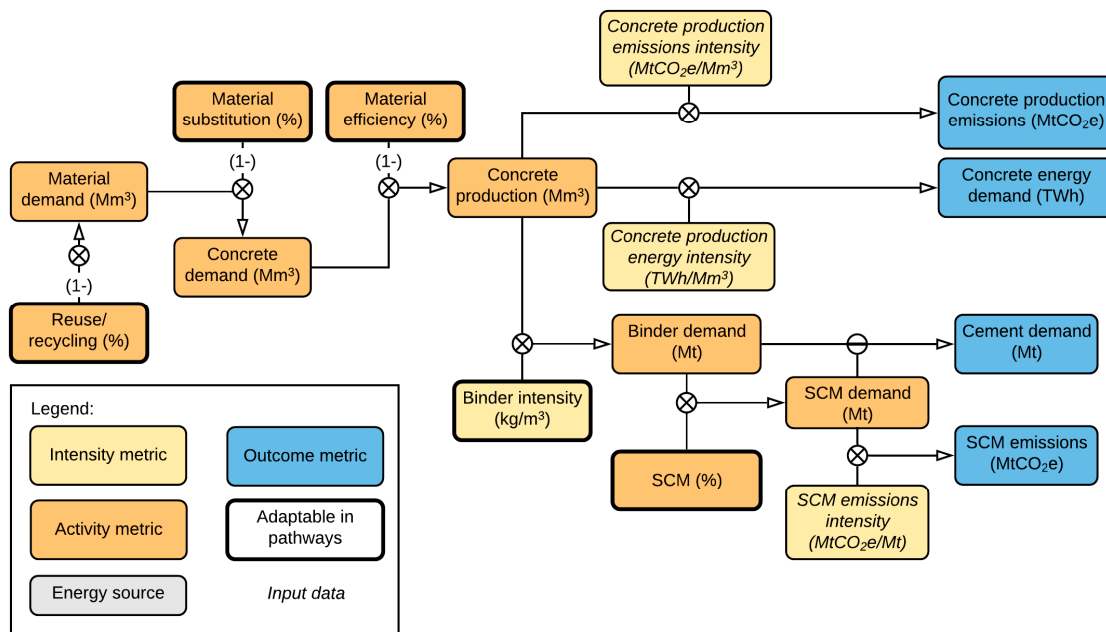 Concrete production
emissions intensity
(MtCO₂e/Mm³)
Material
substitution (%)
Material
efficiency (%)
Concrete production
emissions (MtCO₂e)
(1-)
(1-)
Material
demand (Mm³)
Concrete
production (Mm³)
Concrete energy
demand (TWh)
Concrete
demand (Mm³)
Concrete production
energy intensity
(TWh/Mm³)
(1-)
Reuse/
recycling (%)
Binder demand
(Mt)
Cement demand
(Mt)
Binder intensity
(kg/m³)
SCM demand
(Mt)
SCM (%)
SCM emissions
(MtCO₂e)
SCM emissions
intensity
(MtCO₂e/Mt)
Legend:
Intensity metric
Outcome metric
Activity metric
Adaptable in
pathways
Energy source
Input data